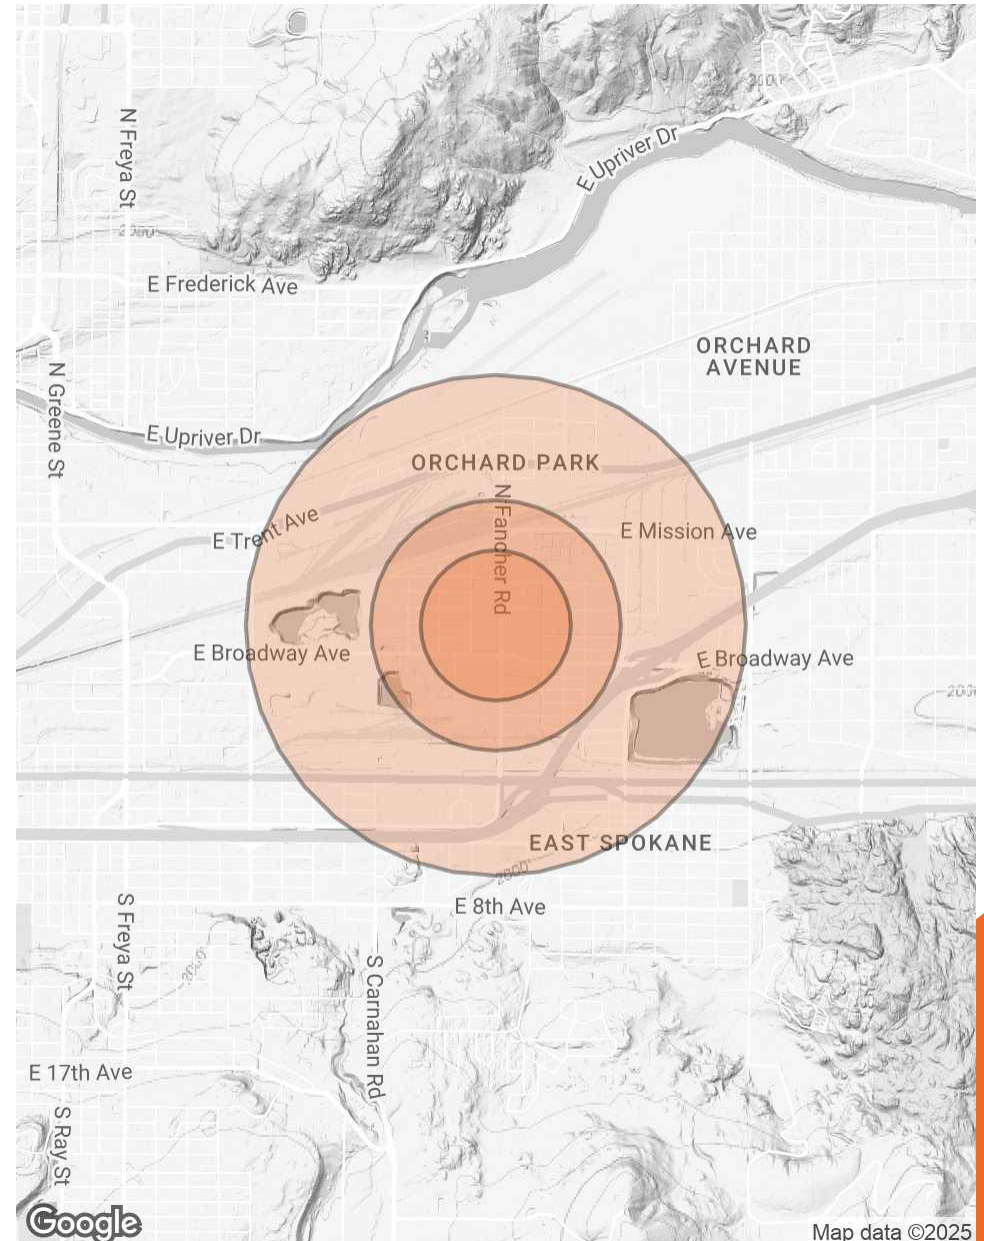 N Freya St
E Upriver Dr
E Frederick Ave
ORCHARD
AVENUE
N Greene St
E Upriver Dr
ORCHARD PARK
N Fancher Rd
E Trent Ave
E Mission Ave
E Broadway Ave
E Broadway Ave
EAST SPOKANE
2000'
E 8th Ave
S Freya St
S Carnahan Rd
E 17th Ave
S Ray St
Google
Map data ©2025